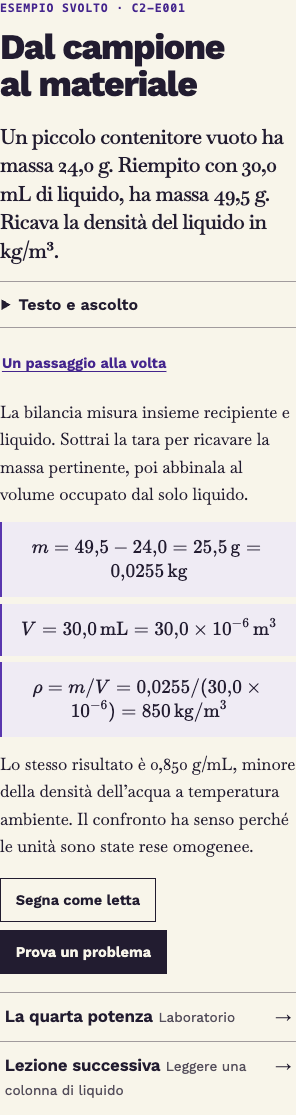 ESEMPIO SVOLTO · C2–E001
Dal campione
al materiale
Un piccolo contenitore vuoto ha
massa 24,0 g. Riempito con 30,0
mL di liquido, ha massa 49,5 g.
Ricava la densità del liquido in
kg/m³.
▶ Testo e ascolto
Un passaggio alla volta
La bilancia misura insieme recipiente e
liquido. Sottrai la tara per ricavare la
massa pertinente, poi abbinala al
volume occupato dal solo liquido.
m = 49,5 − 24,0 = 25,5 g =
0,0255 kg
V = 30,0 mL = 30,0 × 10⁻⁶ m³
ρ = m/V = 0,0255/(30,0 ×
10⁻⁶) = 850 kg/m³
Lo stesso risultato è 0,850 g/mL, minore
della densità dell’acqua a temperatura
ambiente. Il confronto ha senso perché
le unità sono state rese omogenee.
Segna come letta
Prova un problema
La quarta potenza Laboratorio →
Lezione successiva Leggere una →
colonna di liquido